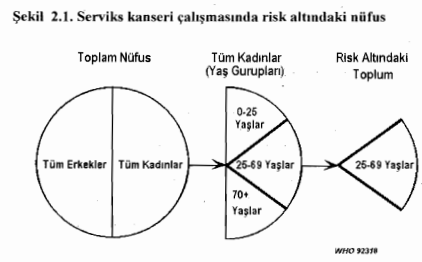 Şekil 2.1. Serviks kanseri çalışmasında risk altındaki nüfus
Toplam Nüfus
Tüm Kadınlar
(Yaş Gurupları)
Risk Altındaki
Toplum
Tüm Erkekler
Tüm Kadınlar
0-25
Yaşlar
25-69 Yaşlar
70+
Yaşlar
25-69 Yaşlar
WHO 92318